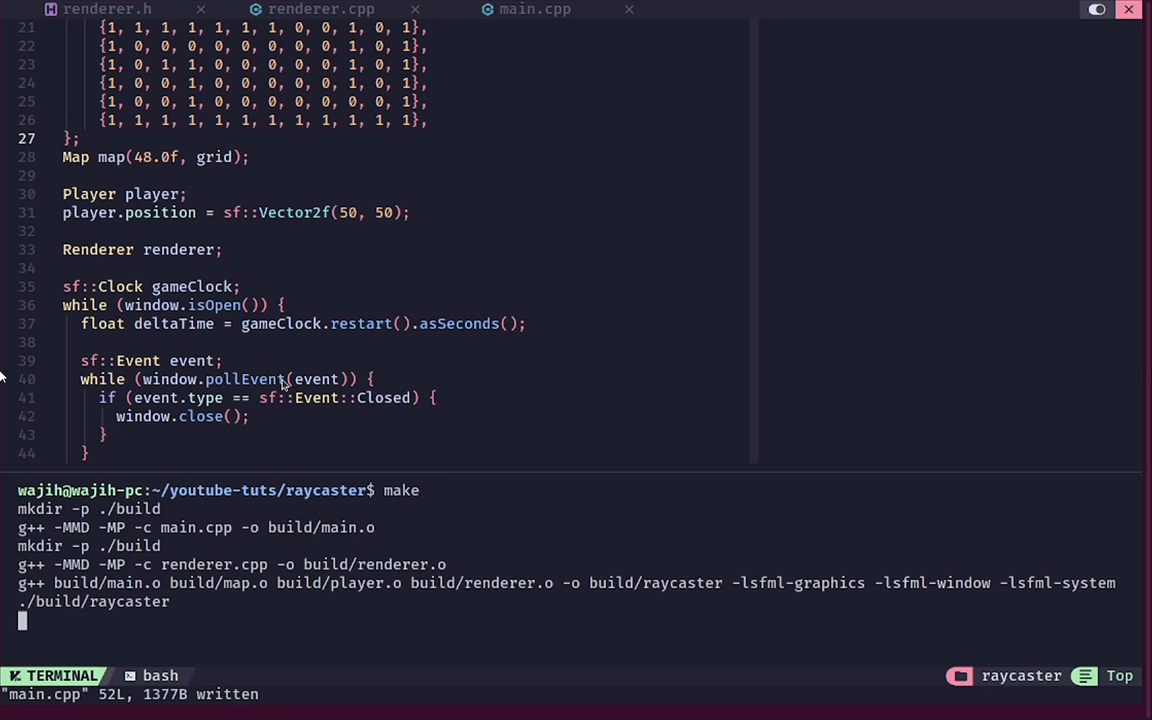 renderer.h × renderer.cpp × main.cpp ×
21 {1, 1, 1, 1, 1, 1, 1, 0, 0, 1, 0, 1},
22 {1, 0, 0, 0, 0, 0, 0, 0, 0, 1, 0, 1},
23 {1, 0, 1, 1, 0, 0, 0, 0, 0, 1, 0, 1},
24 {1, 0, 0, 1, 0, 0, 0, 0, 0, 1, 0, 1},
25 {1, 0, 0, 1, 0, 0, 0, 0, 0, 0, 0, 1},
26 {1, 1, 1, 1, 1, 1, 1, 1, 1, 1, 1, 1},
27 };
28 Map map(48.0f, grid);
29
30 Player player;
31 player.position = sf::Vector2f(50, 50);
32
33 Renderer renderer;
34
35 sf::Clock gameClock;
36 while (window.isOpen()) {
37 float deltaTime = gameClock.restart().asSeconds();
38
39 sf::Event event;
40 while (window.pollEvent(event)) {
41 if (event.type == sf::Event::Closed) {
42 window.close();
43 }
44 }
wajih@wajih-pc:~/youtube-tuts/raycaster$ make
mkdir -p ./build
g++ -MMD -MP -c main.cpp -o build/main.o
mkdir -p ./build
g++ -MMD -MP -c renderer.cpp -o build/renderer.o
g++ build/main.o build/map.o build/player.o build/renderer.o -o build/raycaster -lsfml-graphics -lsfml-window -lsfml-system
./build/raycaster
TERMINAL bash raycaster Top
"main.cpp" 52L, 1377B written